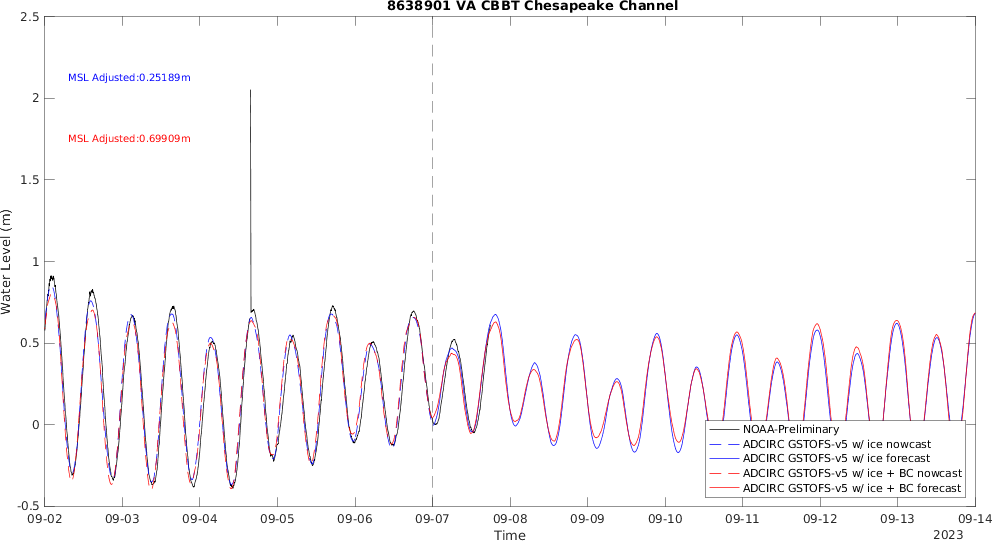 8638901 VA CBBT Chesapeake Channel
2.5
2
1.5
1
0.5
0
-0.5
Water Level (m)
MSL Adjusted:0.25189m
MSL Adjusted:0.69909m
NOAA-Preliminary
ADCIRC GSTOFS-v5 w/ ice nowcast
ADCIRC GSTOFS-v5 w/ ice forecast
ADCIRC GSTOFS-v5 w/ ice + BC nowcast
ADCIRC GSTOFS-v5 w/ ice + BC forecast
09-02 09-03 09-04 09-05 09-06 09-07 09-08 09-09 09-10 09-11 09-12 09-13 09-14
Time
2023